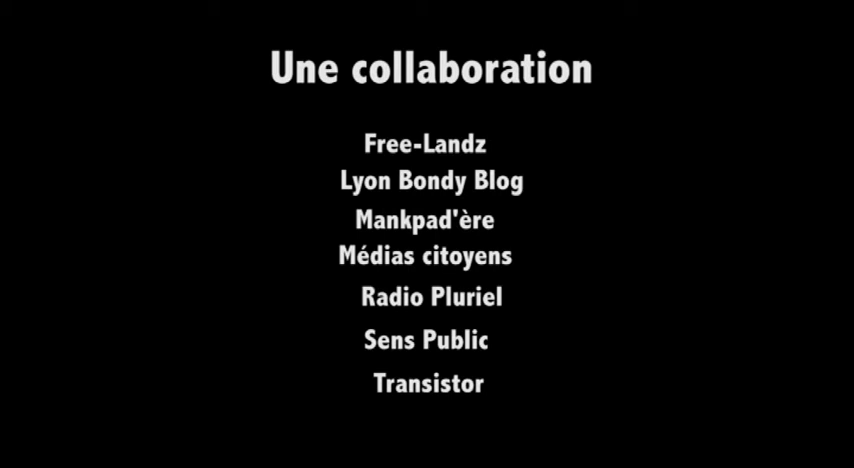 Une collaboration
Free-Landz
Lyon Bondy Blog
Mankpad'ère
Médias citoyens
Radio Pluriel
Sens Public
Transistor